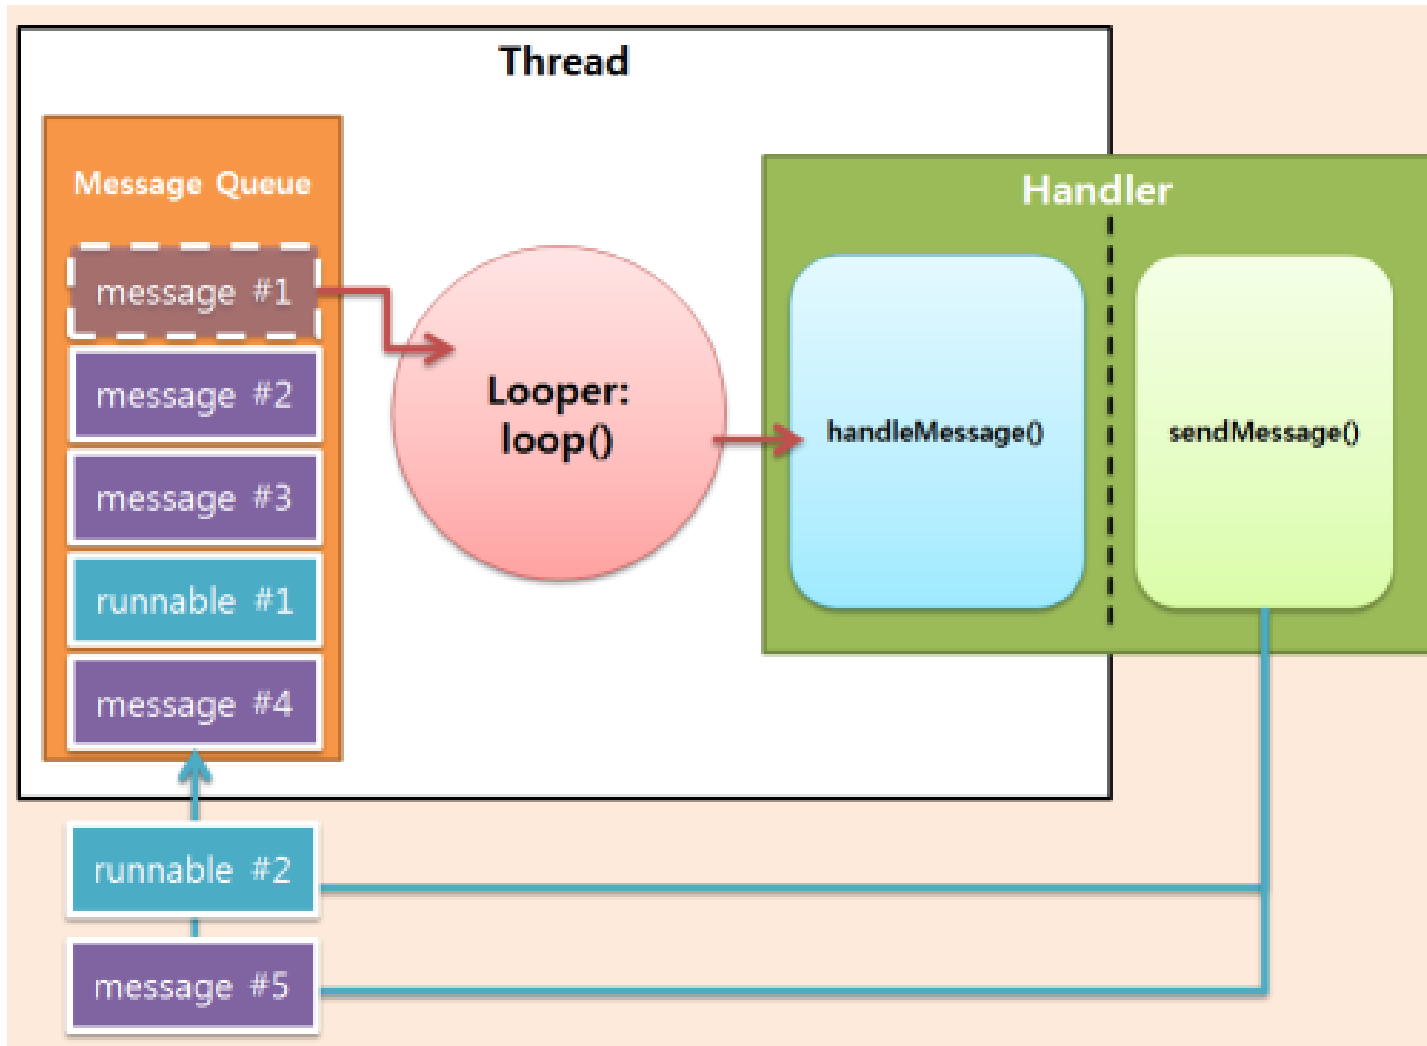 Thread
Message Queue
message #1
message #2
message #3
runnable #1
message #4
runnable #2
message #5
Looper:
loop()
Handler
handleMessage()
sendMessage()